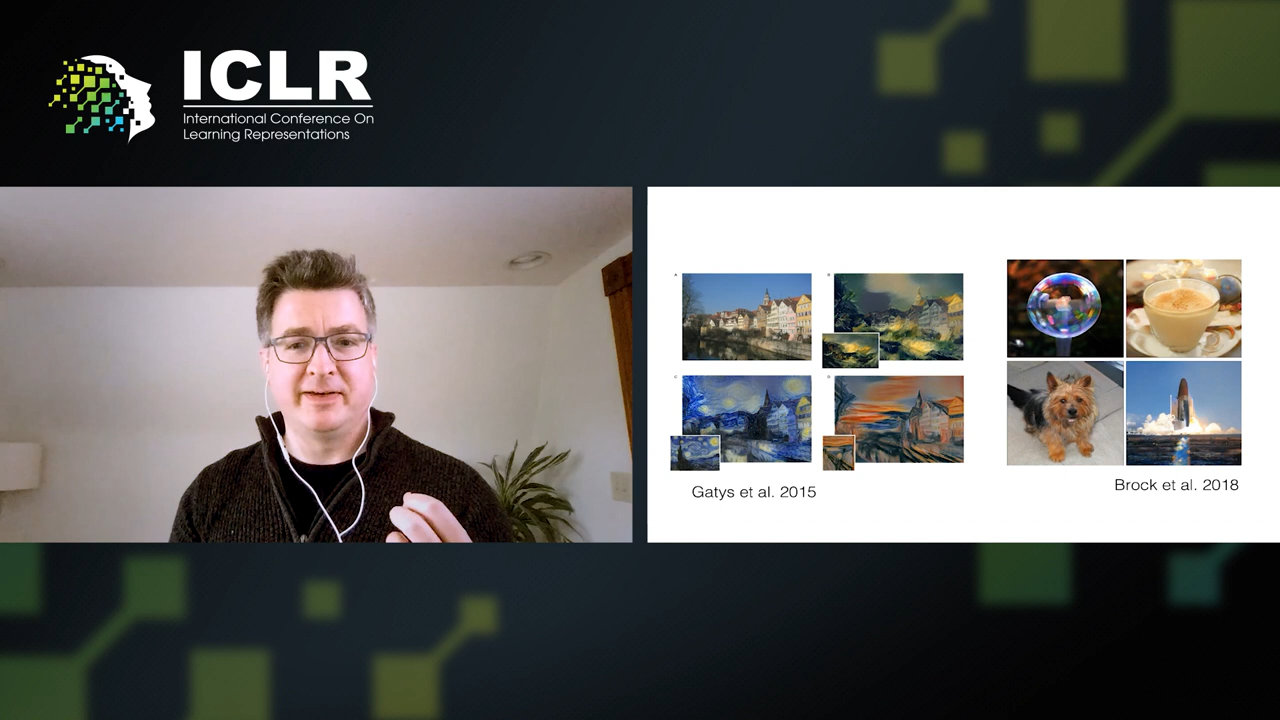 ICLR
International Conference On
Learning Representations
Gatys et al. 2015
Brock et al. 2018